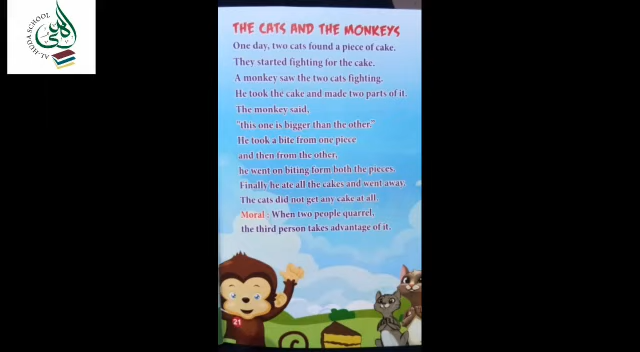 AL-HUDA SCHOOL
الهدى
THE CATS AND THE MONKEYS
One day, two cats found a piece of cake.
They started fighting for the cake.
A monkey saw the two cats fighting.
He took the cake and made two parts of it.
The monkey said,
"this one is bigger than the other."
He took a bite from one piece
and then from the other,
he went on biting form both the pieces.
Finally he ate all the cakes and went away.
The cats did not get any cake at all.
Moral : When two people quarrel,
the third person takes advantage of it.
21